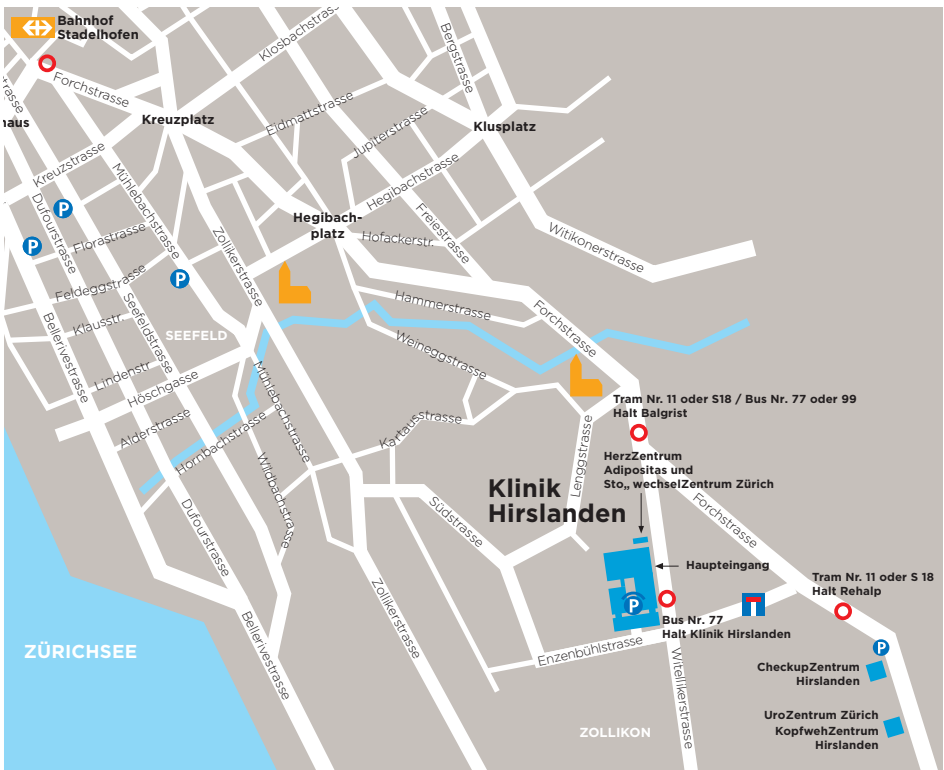 Bahnhof
Stadelhofen
Forchstrasse
trasse
haus
Kreuzplatz
Klosbachstrasse
Bergstrasse
Eidmattstrasse
Jupiterstrasse
Klusplatz
Kreuzstrasse
Mühlebachstrasse
Hegibachstrasse
Dufourstrasse
Florastrasse
Zollikerstrasse
Hegibach-
platz
Hofackerstr.
Freiestrasse
Witikonerstrasse
P
P
P
Feldeggstrasse
Klausstr.
Seefeldstrasse
SEEFELD
Hammerstrasse
Forchstrasse
Bellerivestrasse
Weineggstrasse
Lindenstr.
Höschgasse
Mühlebachstrasse
Alderstrasse
Hornbachstrasse
Kartausstrasse
Lenggstrasse
Tram Nr. 11 oder S18 / Bus Nr. 77 oder 99
Halt Balgrist
HerzZentrum
Adipositas und
Sto„ wechselZentrum Zürich
Wildbachstrasse
Klinik
Hirslanden
Südstrasse
Forchstrasse
Dufourstrasse
Haupteingang
Tram Nr. 11 oder S 18
Halt Rehalp
P
Zollikerstrasse
Bus Nr. 77
Halt Klinik Hirslanden
Enzenbühlstrasse
P
ZÜRICHSEE
Bellerivestrasse
Witellikerstrasse
CheckupZentrum
Hirslanden
UroZentrum Zürich
KopfwehZentrum
Hirslanden
ZOLLIKON